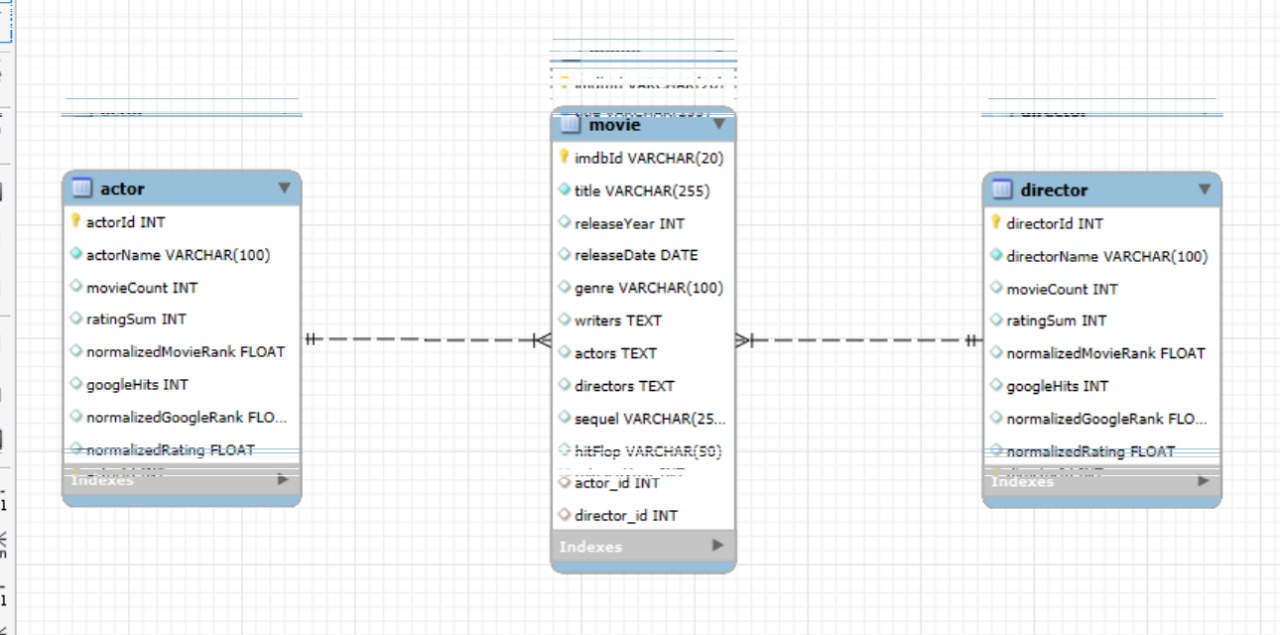 actor
actorId INT
actorName VARCHAR(100)
movieCount INT
ratingSum INT
normalizedMovieRank FLOAT
googleHits INT
normalizedGoogleRank FLO...
normalizedRating FLOAT
Indexes
movie
imdbId VARCHAR(20)
title VARCHAR(255)
releaseYear INT
releaseDate DATE
genre VARCHAR(100)
writers TEXT
actors TEXT
directors TEXT
sequel VARCHAR(25...
hitFlop VARCHAR(50)
actor_id INT
director_id INT
Indexes
director
directorId INT
directorName VARCHAR(100)
movieCount INT
ratingSum INT
normalizedMovieRank FLOAT
googleHits INT
normalizedGoogleRank FLO...
normalizedRating FLOAT
Indexes